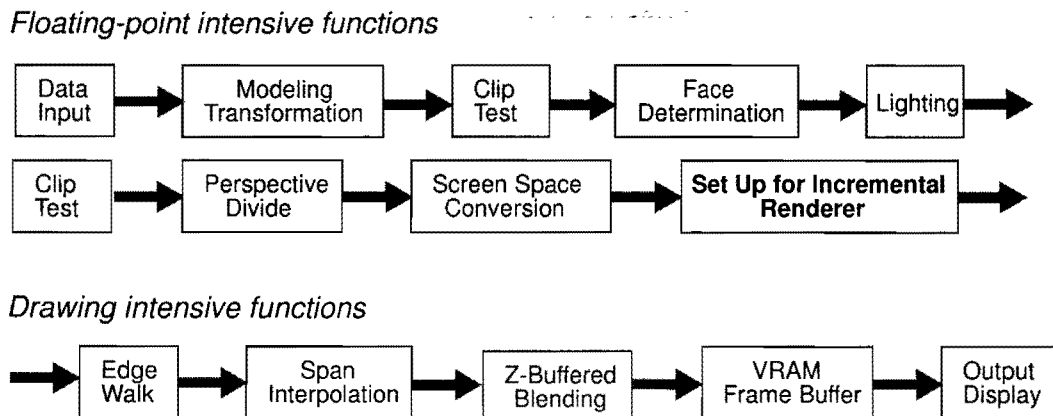 Floating-point intensive functions
Data
Input
Modeling
Transformation
Clip
Test
Face
Determination
Lighting
Clip
Test
Perspective
Divide
Screen Space
Conversion
Set Up for Incremental
Renderer
Drawing intensive functions
Edge
Walk
Span
Interpolation
Z-Buffered
Blending
VRAM
Frame Buffer
Output
Display